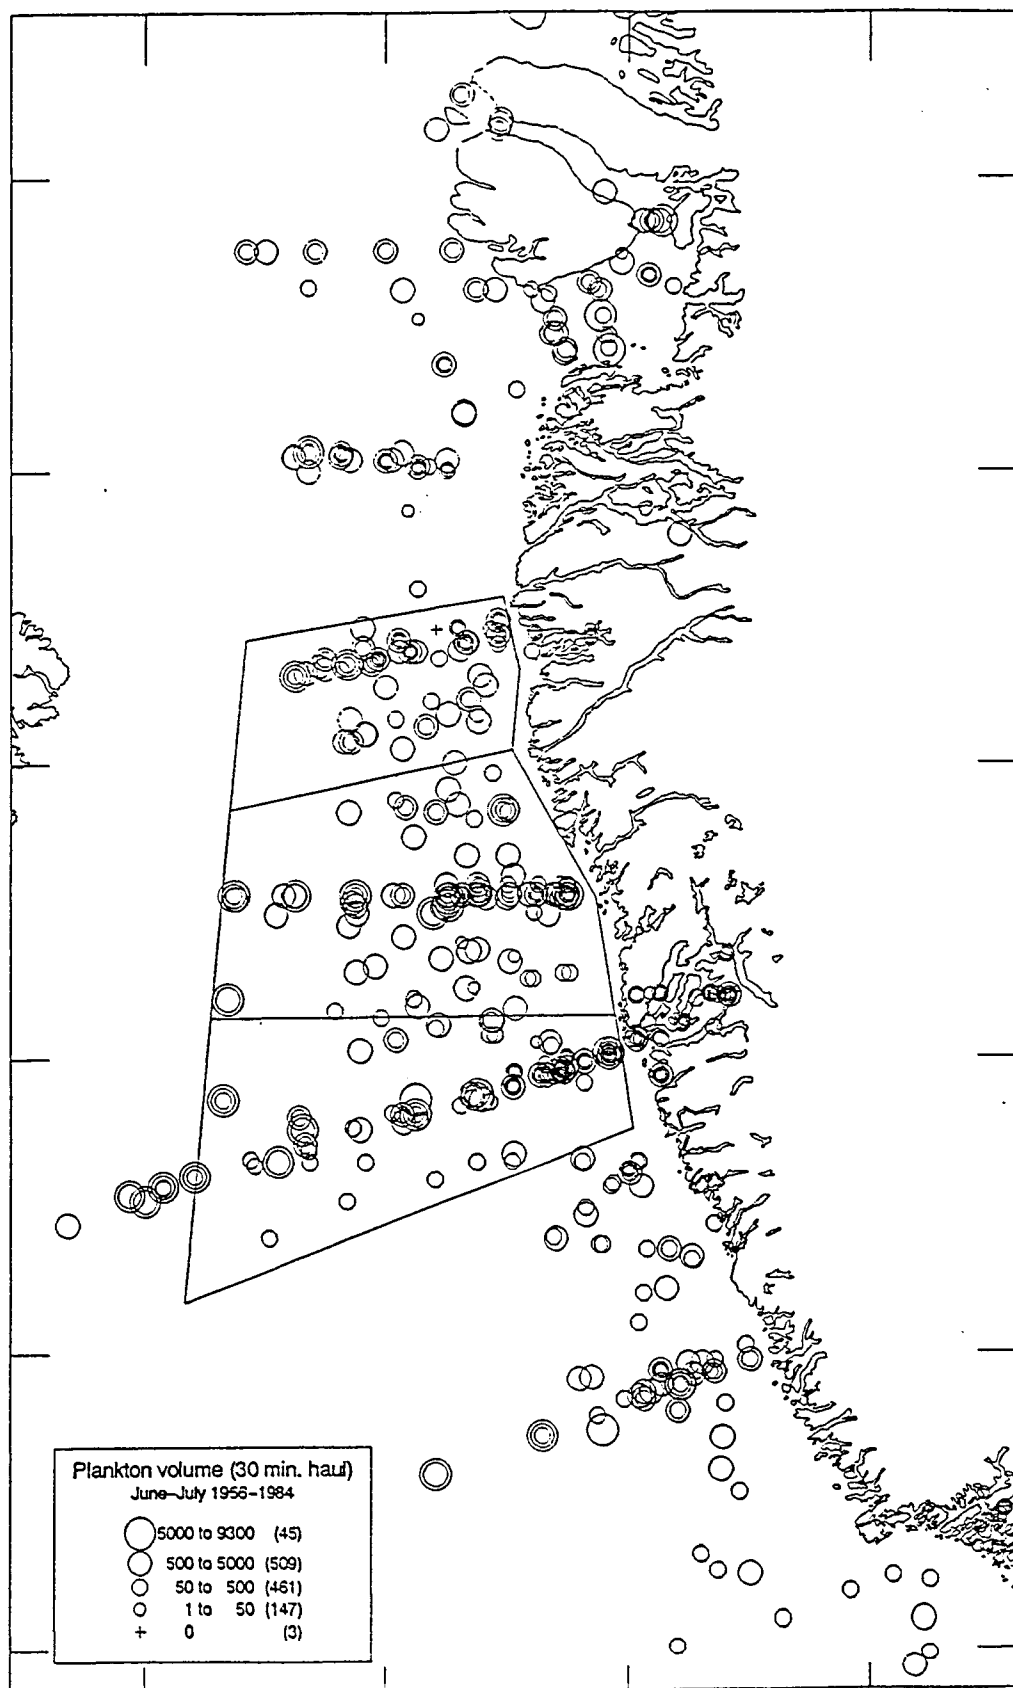 Plankton volume (30 min. haul)
June-July 1956-1984
5000 to 9300 (45)
500 to 5000 (509)
50 to 500 (461)
1 to 50 (147)
+ 0 (3)